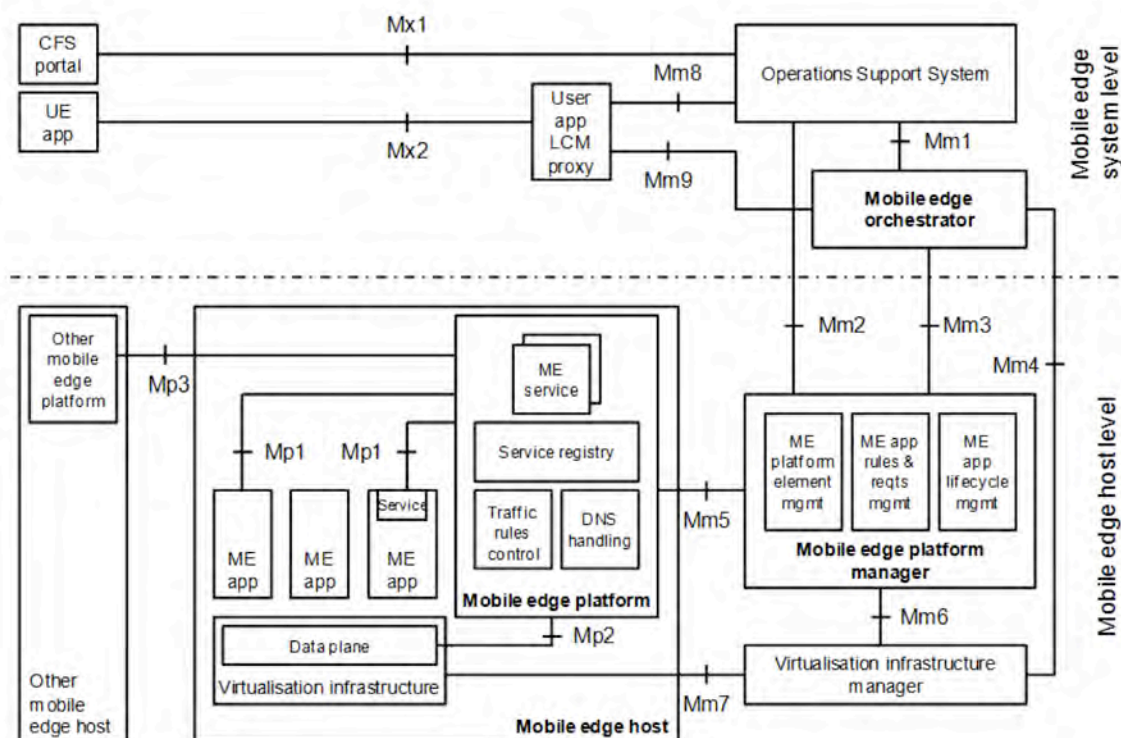 CFS
portal
Mx1
Operations Support System
UE
app
Mx2
User
app
LCM
proxy
Mm8
Mm9
Mm1
Mobile edge
orchestrator
Mobile edge
system level
Other
mobile
edge
platform
Mp3
ME
service
Service registry
Traffic
rules
control
DNS
handling
Mobile edge platform
Mp1
Mp1
ME
app
ME
app
Service
ME
app
Mp2
Data plane
Virtualisation infrastructure
Other
mobile
edge host
Mobile edge host
Mm2
Mm3
Mm4
Mm5
ME
platform
element
mgmt
ME app
rules &
reqts
mgmt
ME
app
lifecycle
mgmt
Mobile edge platform
manager
Mm6
Mm7
Virtualisation infrastructure
manager
Mobile edge host level